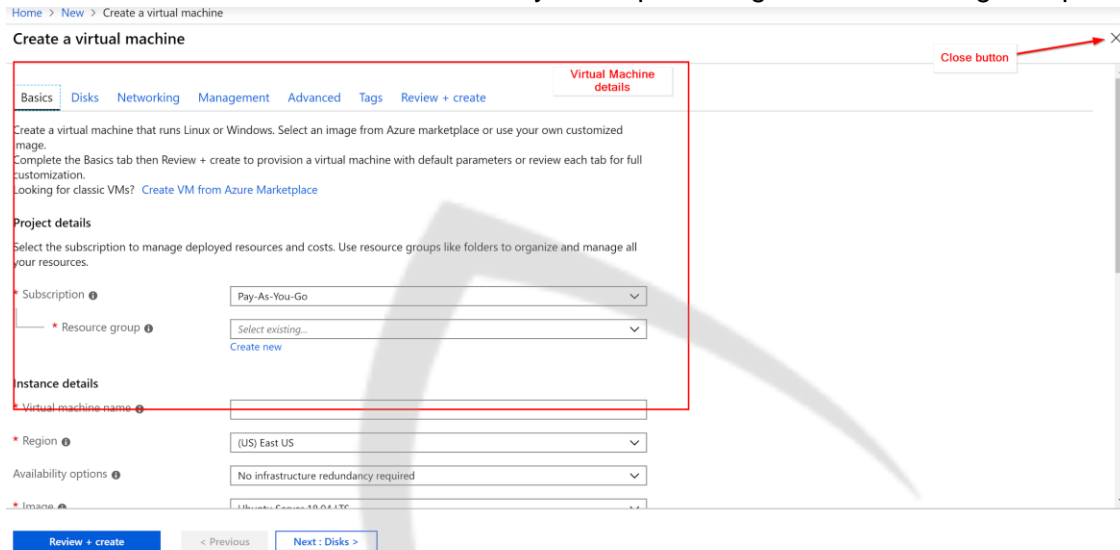 Home > New > Create a virtual machine
Create a virtual machine
Close button
Virtual Machine
details
Basics Disks Networking Management Advanced Tags Review + create
Create a virtual machine that runs Linux or Windows. Select an image from Azure marketplace or use your own customized
image.
Complete the Basics tab then Review + create to provision a virtual machine with default parameters or review each tab for full
customization.
Looking for classic VMs? Create VM from Azure Marketplace
Project details
Select the subscription to manage deployed resources and costs. Use resource groups like folders to organize and manage all
your resources.
* Subscription Pay-As-You-Go
* Resource group Select existing...
Create new
Instance details
* Virtual machine name
* Region (US) East US
Availability options No infrastructure redundancy required
* Image Ubuntu Server 18.04 LTS
Review + create < Previous Next : Disks >